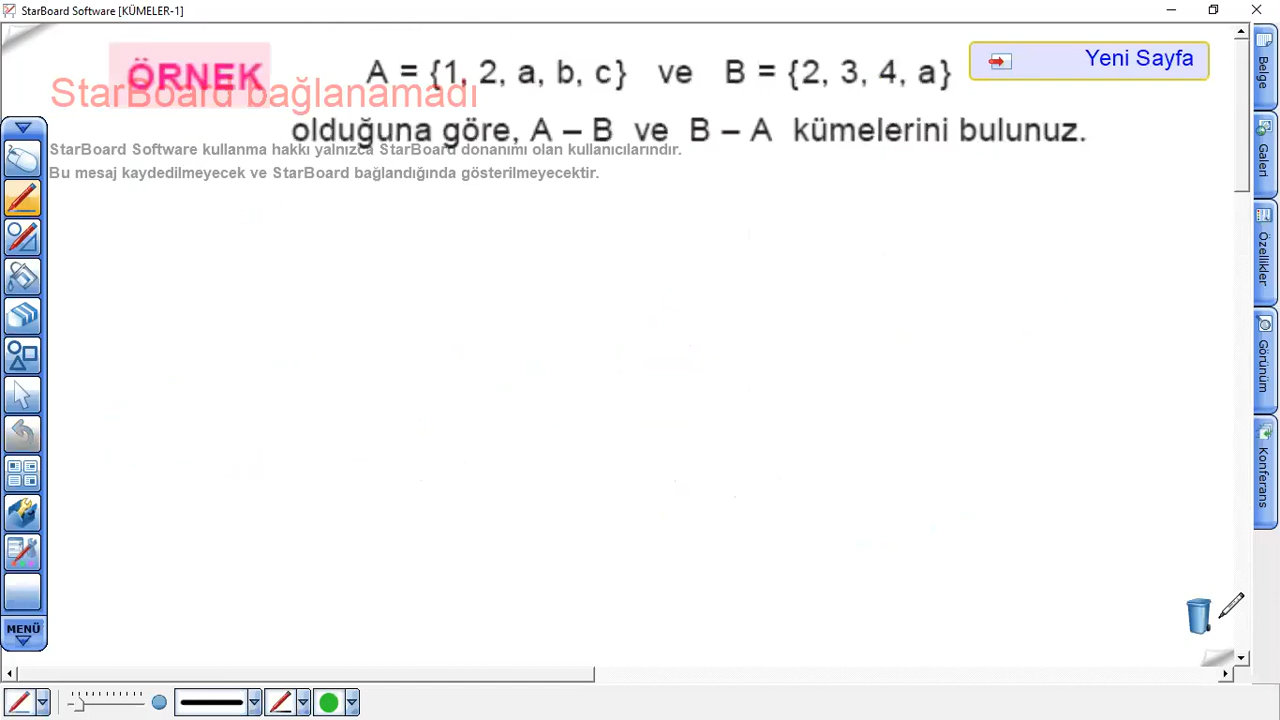 StarBoard Software [KÜMELER-1]
ÖRNEK
A = {1, 2, a, b, c} ve B = {2, 3, 4, a}
Yeni Sayfa
StarBoard bağlanamadı
olduğuna göre, A – B ve B – A kümelerini bulunuz.
StarBoard Software kullanma hakkı yalnızca StarBoard donanımı olan kullanıcılarındır.
Bu mesaj kaydedilmeyecek ve StarBoard bağlandığında gösterilmeyecektir.
Belge
Galeri
Özellikler
Görünüm
Konferans
MENÜ